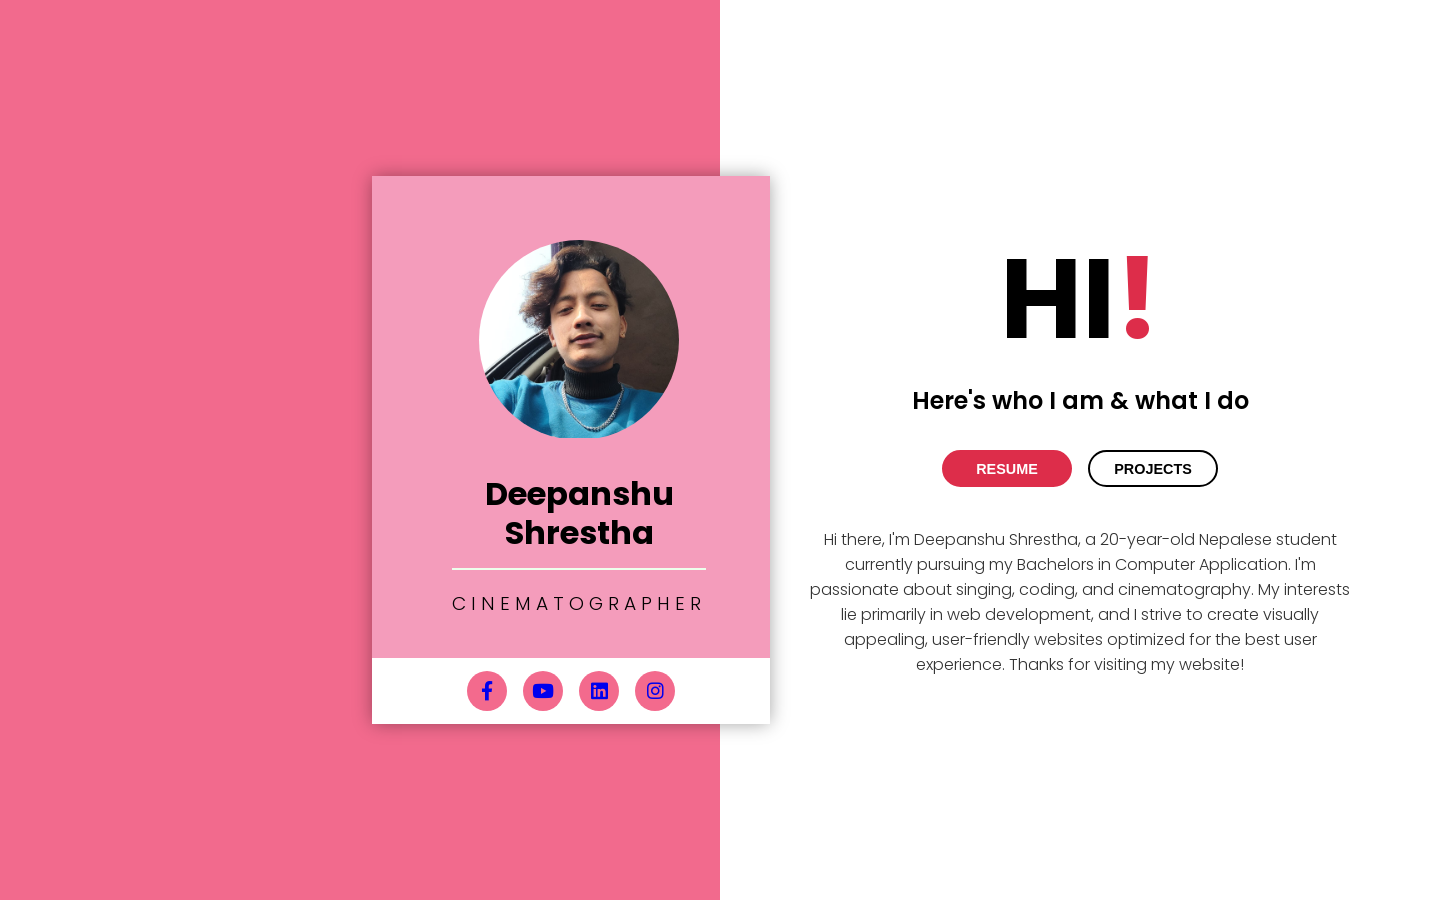 Deepanshu
Shrestha
CINEMATOGRAPHER
HI!
Here's who I am & what I do
RESUME
PROJECTS
Hi there, I'm Deepanshu Shrestha, a 20-year-old Nepalese student
currently pursuing my Bachelors in Computer Application. I'm
passionate about singing, coding, and cinematography. My interests
lie primarily in web development, and I strive to create visually
appealing, user-friendly websites optimized for the best user
experience. Thanks for visiting my website!